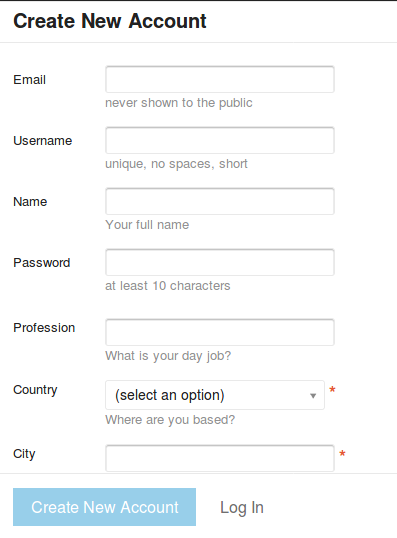 Create New Account
Email
never shown to the public
Username
unique, no spaces, short
Name
Your full name
Password
at least 10 characters
Profession
What is your day job?
Country (select an option) *
Where are you based?
City *
Create New Account Log In